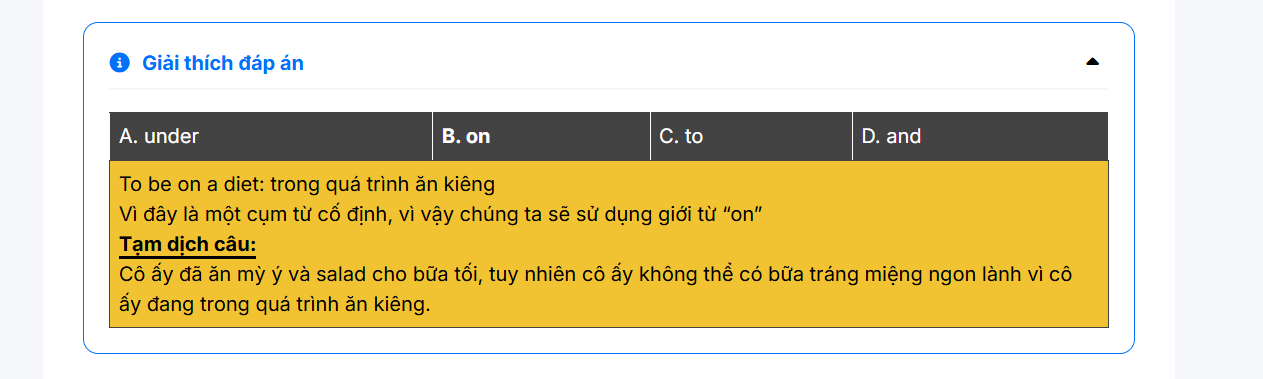 Giải thích đáp án
A. under B. on C. to D. and
To be on a diet: trong quá trình ăn kiêng
Vì đây là một cụm từ cố định, vì vậy chúng ta sẽ sử dụng giới từ “on”
Tạm dịch câu:
Cô ấy đã ăn mỳ ý và salad cho bữa tối, tuy nhiên cô ấy không thể có bữa tráng miệng ngon lành vì cô
ấy đang trong quá trình ăn kiêng.